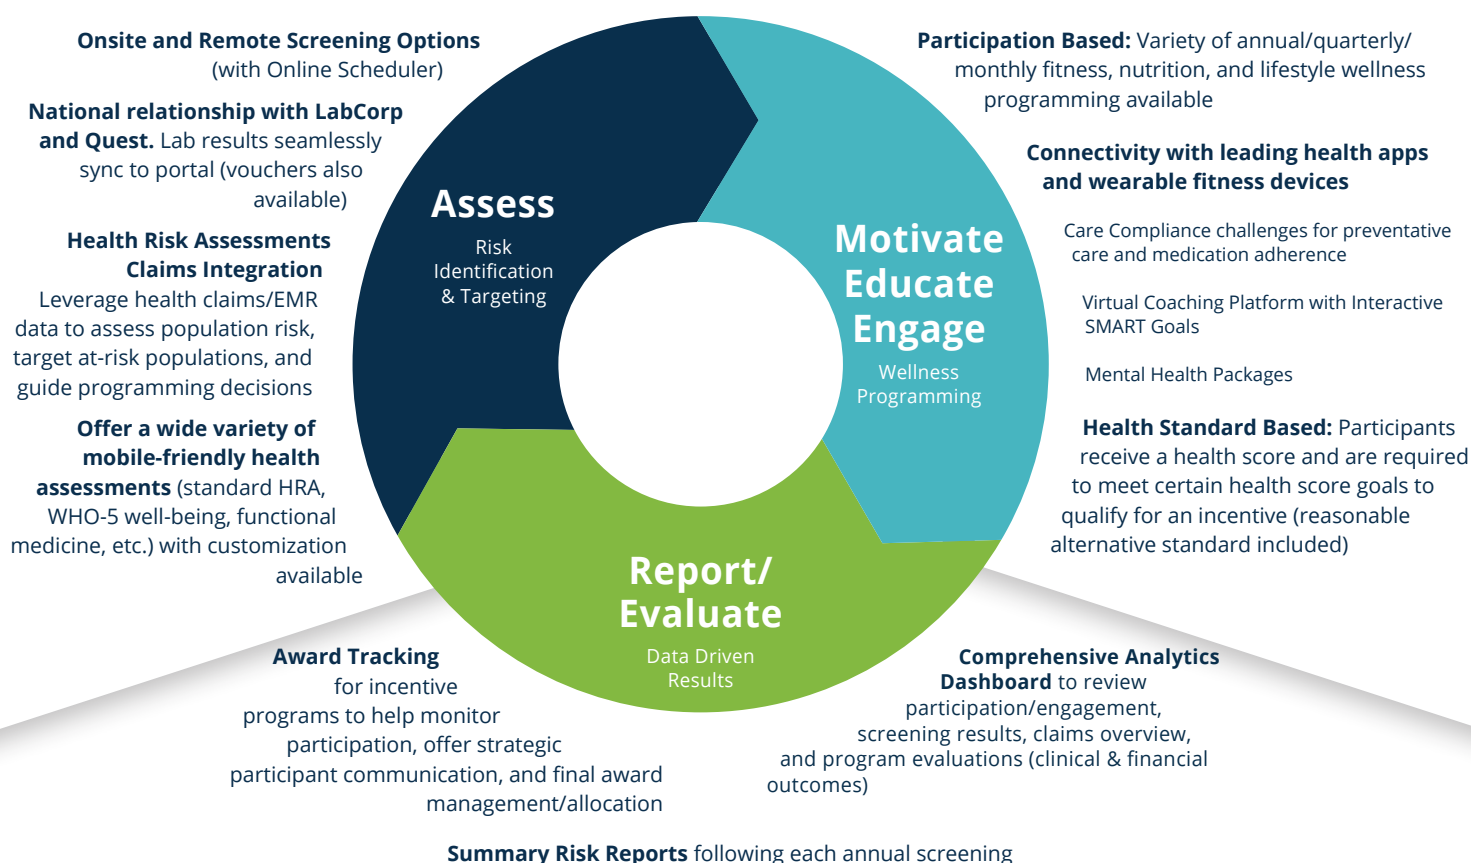 Onsite and Remote Screening Options
(with Online Scheduler)
National relationship with LabCorp
and Quest. Lab results seamlessly
sync to portal (vouchers also
available)
Health Risk Assessments
Claims Integration
Leverage health claims/EMR
data to assess population risk,
target at-risk populations, and
guide programming decisions
Offer a wide variety of
mobile-friendly health
assessments (standard HRA,
WHO-5 well-being, functional
medicine, etc.) with customization
available
Assess
Risk
Identification
& Targeting
Motivate
Educate
Engage
Wellness
Programming
Participation Based: Variety of annual/quarterly/
monthly fitness, nutrition, and lifestyle wellness
programming available
Connectivity with leading health apps
and wearable fitness devices
Care Compliance challenges for preventative
care and medication adherence
Virtual Coaching Platform with Interactive
SMART Goals
Mental Health Packages
Health Standard Based: Participants
receive a health score and are required
to meet certain health score goals to
qualify for an incentive (reasonable
alternative standard included)
Report/
Evaluate
Data Driven
Results
Award Tracking
for incentive
programs to help monitor
participation, offer strategic
participant communication, and final award
management/allocation
Comprehensive Analytics
Dashboard to review
participation/engagement,
screening results, claims overview,
and program evaluations (clinical & financial
outcomes)
Summary Risk Reports following each annual screening